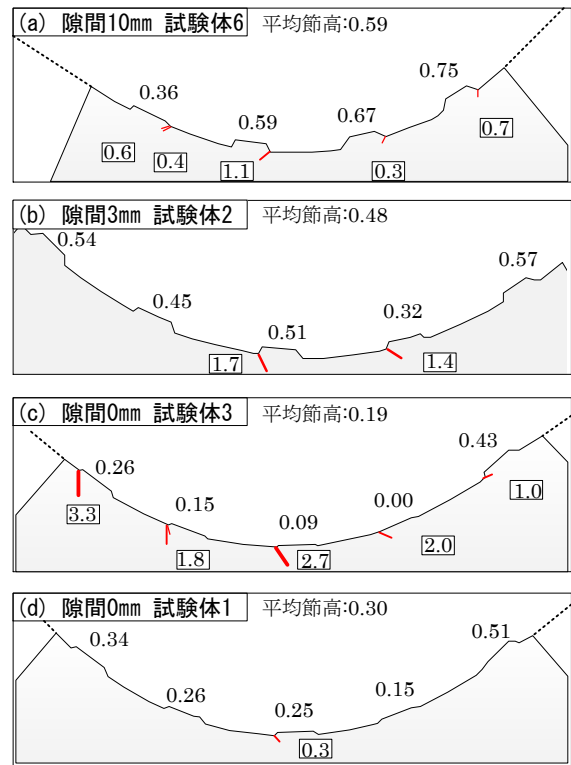 (a) 隙間10mm 試験体6 平均節高:0.59
0.36 0.59 0.67 0.75
0.6 0.4 1.1 0.3 0.7
(b) 隙間3mm 試験体2 平均節高:0.48
0.54 0.45 0.51 0.32 0.57
1.7 1.4
(c) 隙間0mm 試験体3 平均節高:0.19
0.26 0.15 0.09 0.00 0.43
3.3 1.8 2.7 2.0 1.0
(d) 隙間0mm 試験体1 平均節高:0.30
0.34 0.26 0.25 0.15 0.51
0.3